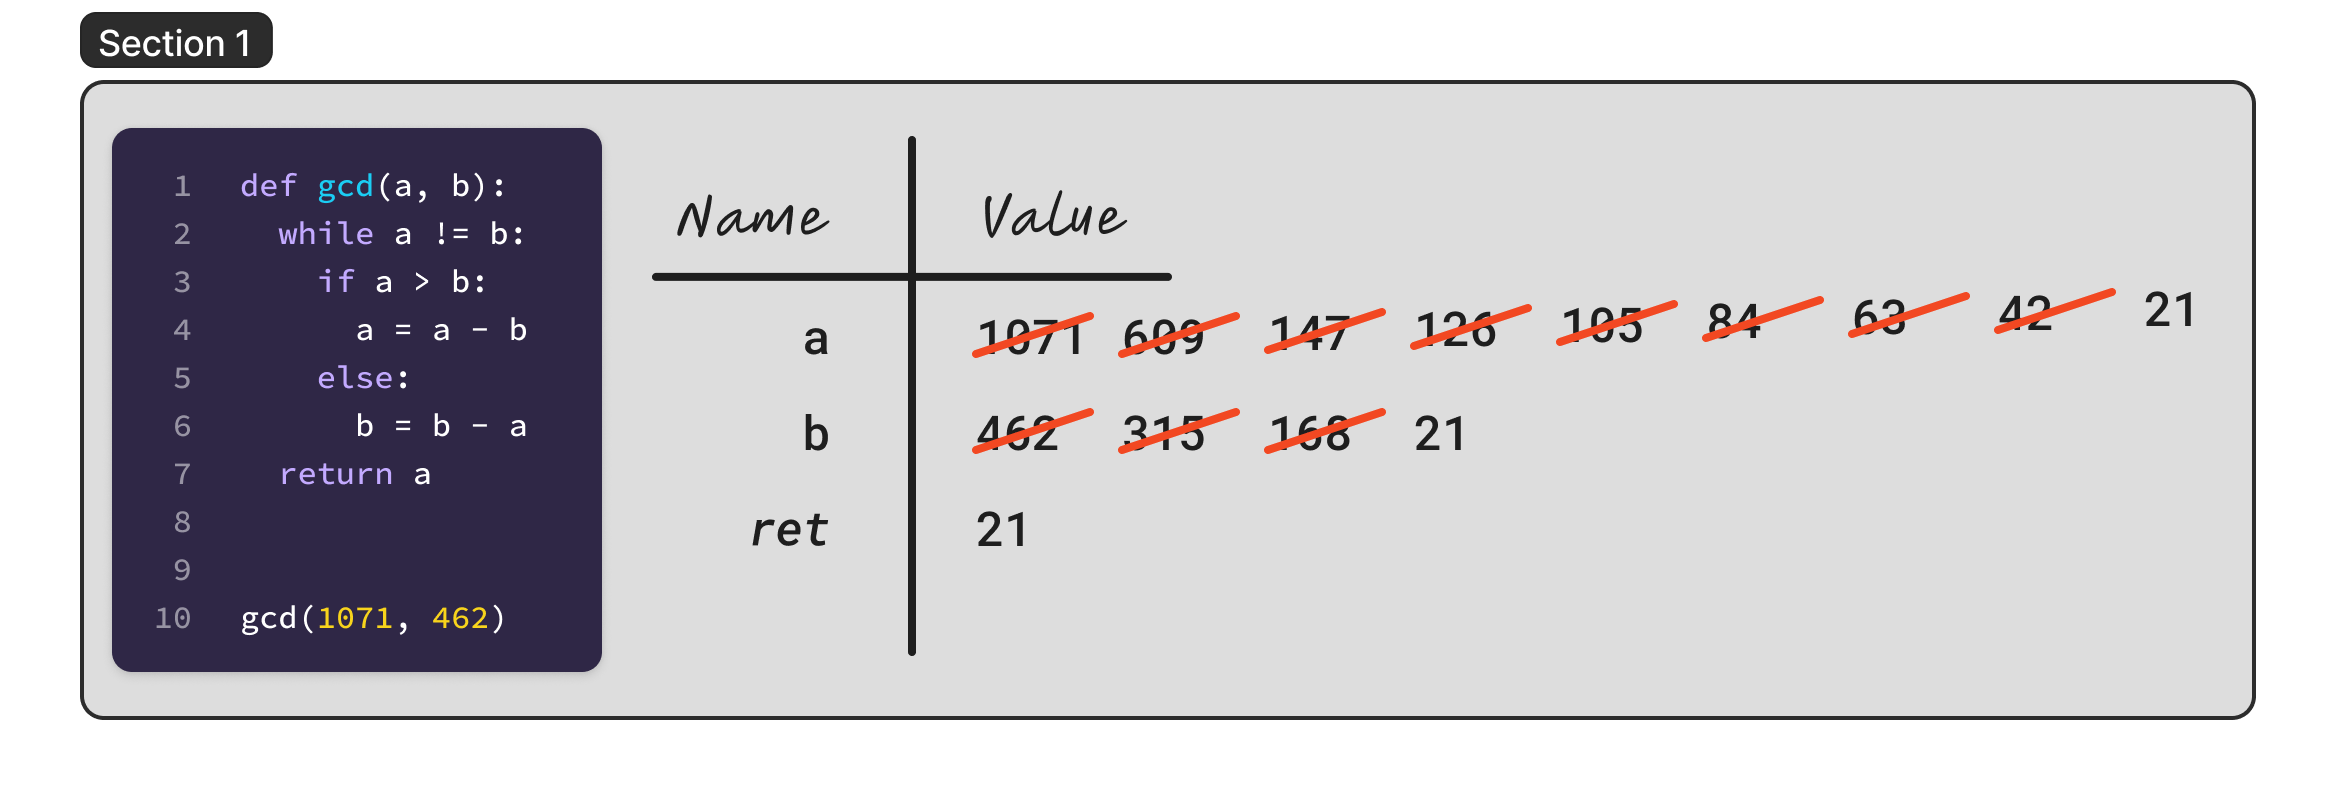 Section 1
1 def gcd(a, b):
2 while a != b:
3 if a > b:
4 a = a - b
5 else:
6 b = b - a
7 return a
8
9
10 gcd(1071, 462)
Name Value
a 1071 609 147 126 105 84 63 42 21
b 462 315 168 21
ret 21